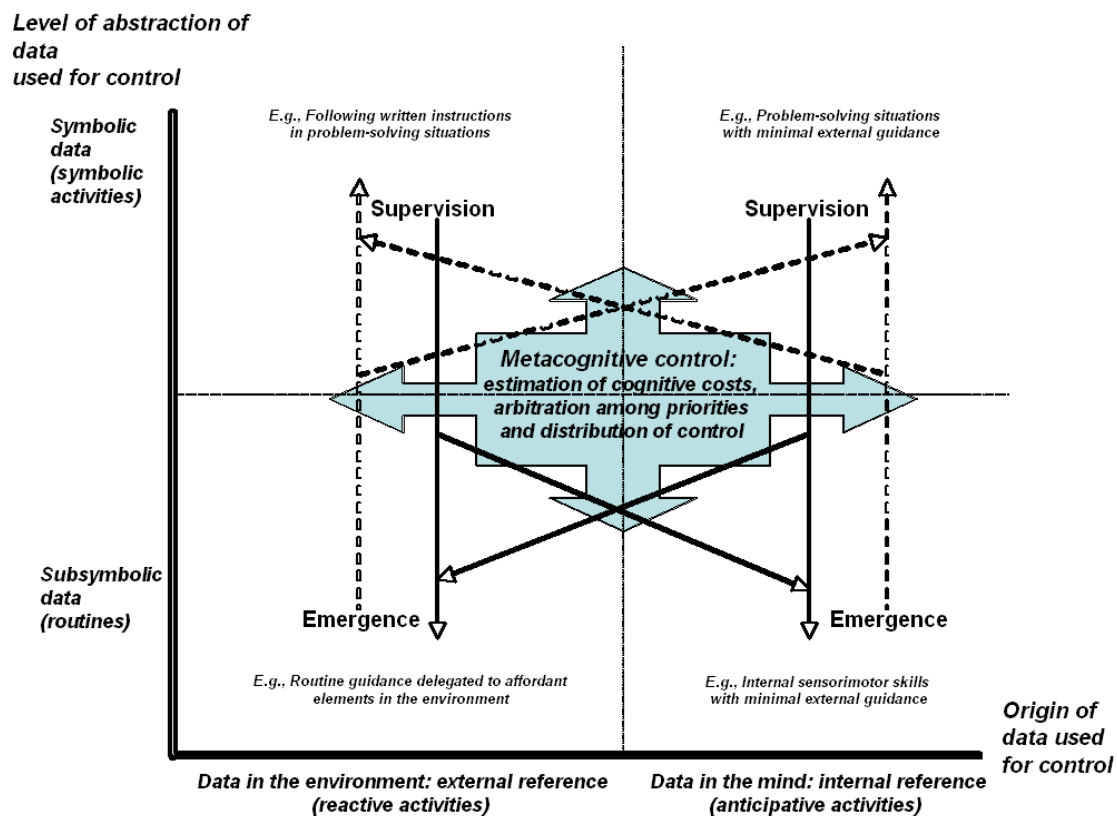 Level of abstraction of
data
used for control
Symbolic
data
(symbolic
activities)
E.g., Following written instructions
in problem-solving situations
E.g., Problem-solving situations
with minimal external guidance
Supervision
Supervision
Metacognitive control:
estimation of cognitive costs,
arbitration among priorities
and distribution of control
Subsymbolic
data
(routines)
Emergence
Emergence
E.g., Routine guidance delegated to affordant
elements in the environment
E.g., Internal sensorimotor skills
with minimal external guidance
Origin of
data used
for control
Data in the environment: external reference
(reactive activities)
Data in the mind: internal reference
(anticipative activities)